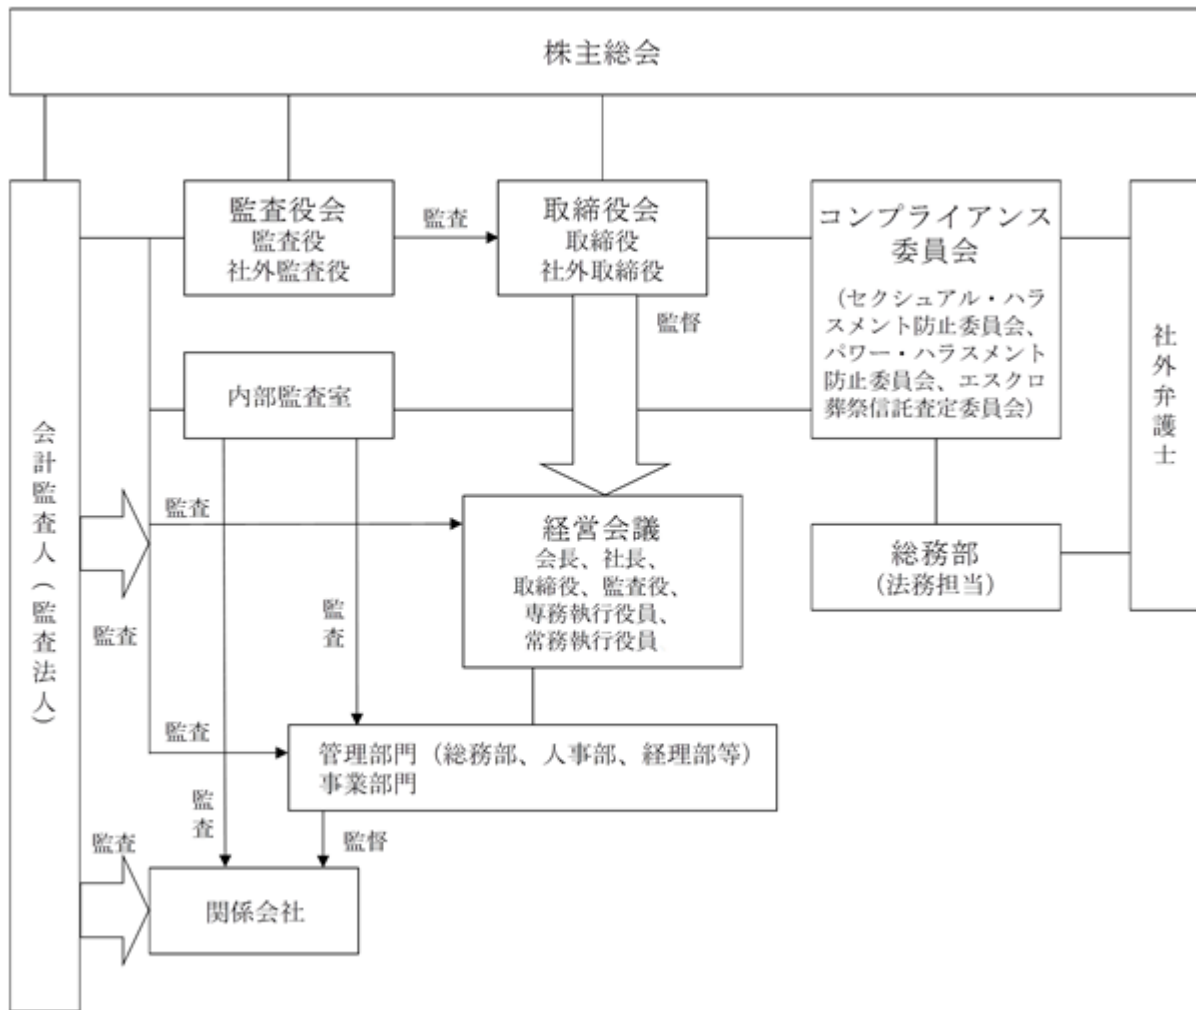 株主総会
監査役会
監査役
社外監査役
監査
取締役会
取締役
社外取締役
監督
コンプライアンス
委員会
（セクシュアル・ハラ
スメント防止委員会、
パワー・ハラスメント
防止委員会、エスクロ
葬祭信託査定委員会）
社外弁護士
内部監査室
会計監査人（監査法人）
監査
経営会議
会長、社長、
取締役、監査役、
専務執行役員、
常務執行役員
総務部
（法務担当）
監査
監査
監査
管理部門（総務部、人事部、経理部等）
事業部門
監査
監督
監査
関係会社